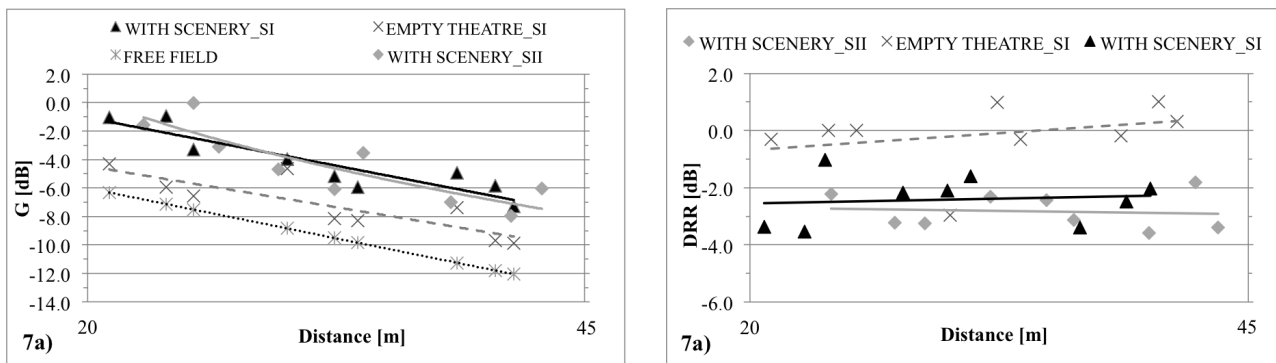 WITH SCENERY_SI EMPTY THEATRE_SI
FREE FIELD WITH SCENERY_SII
2.0
0.0
-2.0
-4.0
-6.0
-8.0
-10.0
-12.0
-14.0
G [dB]
20 45
Distance [m]
7a)
WITH SCENERY_SII EMPTY THEATRE_SI WITH SCENERY_SI
2.0
0.0
-2.0
-4.0
-6.0
DRR [dB]
20 45
Distance [m]
7a)